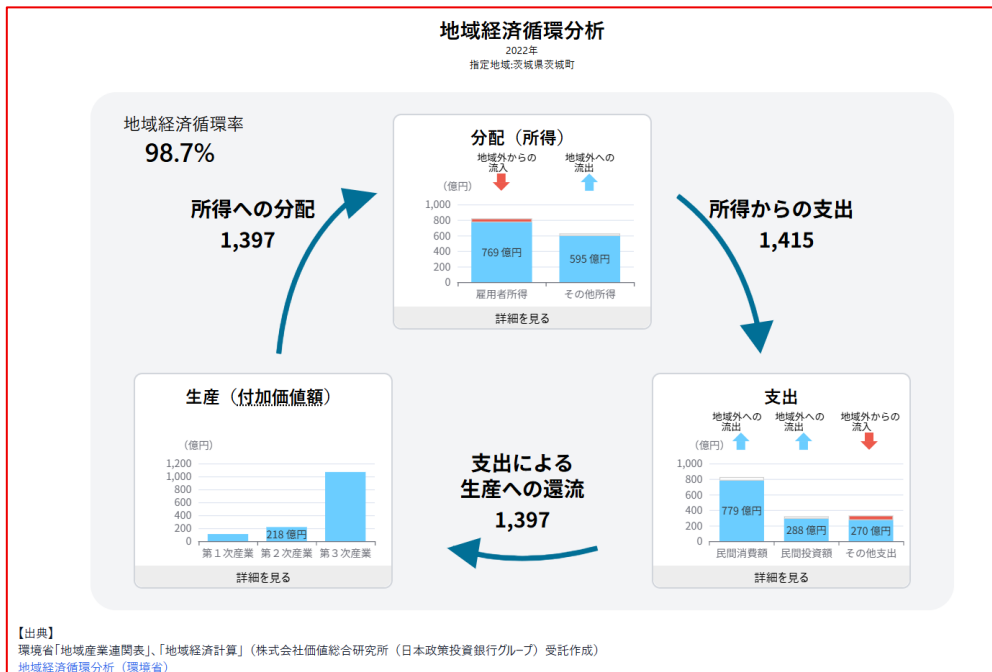 地域経済循環分析
2022年
指定地域:茨城県茨城町
地域経済循環率
98.7%
所得への分配
1,397
分配（所得）
地域外からの
流入
地域外への
流出
（億円）
1,000
800
600
400
200
0
769 億円
595 億円
雇用者所得
その他所得
詳細を見る
所得からの支出
1,415
生産（付加価値額）
（億円）
1,200
1,000
800
600
400
200
0
218 億円
第１次産業
第２次産業
第３次産業
詳細を見る
支出による
生産への還流
1,397
支出
地域外への
流出
地域外への
流出
地域外からの
流入
（億円）
1,000
800
600
400
200
0
779 億円
288 億円
270 億円
民間消費額
民間投資額
その他支出
詳細を見る
【出典】
環境省「地域産業連関表」、「地域経済計算」（株式会社価値総合研究所（日本政策投資銀行グループ）受託作成）
地域経済循環分析（環境省）